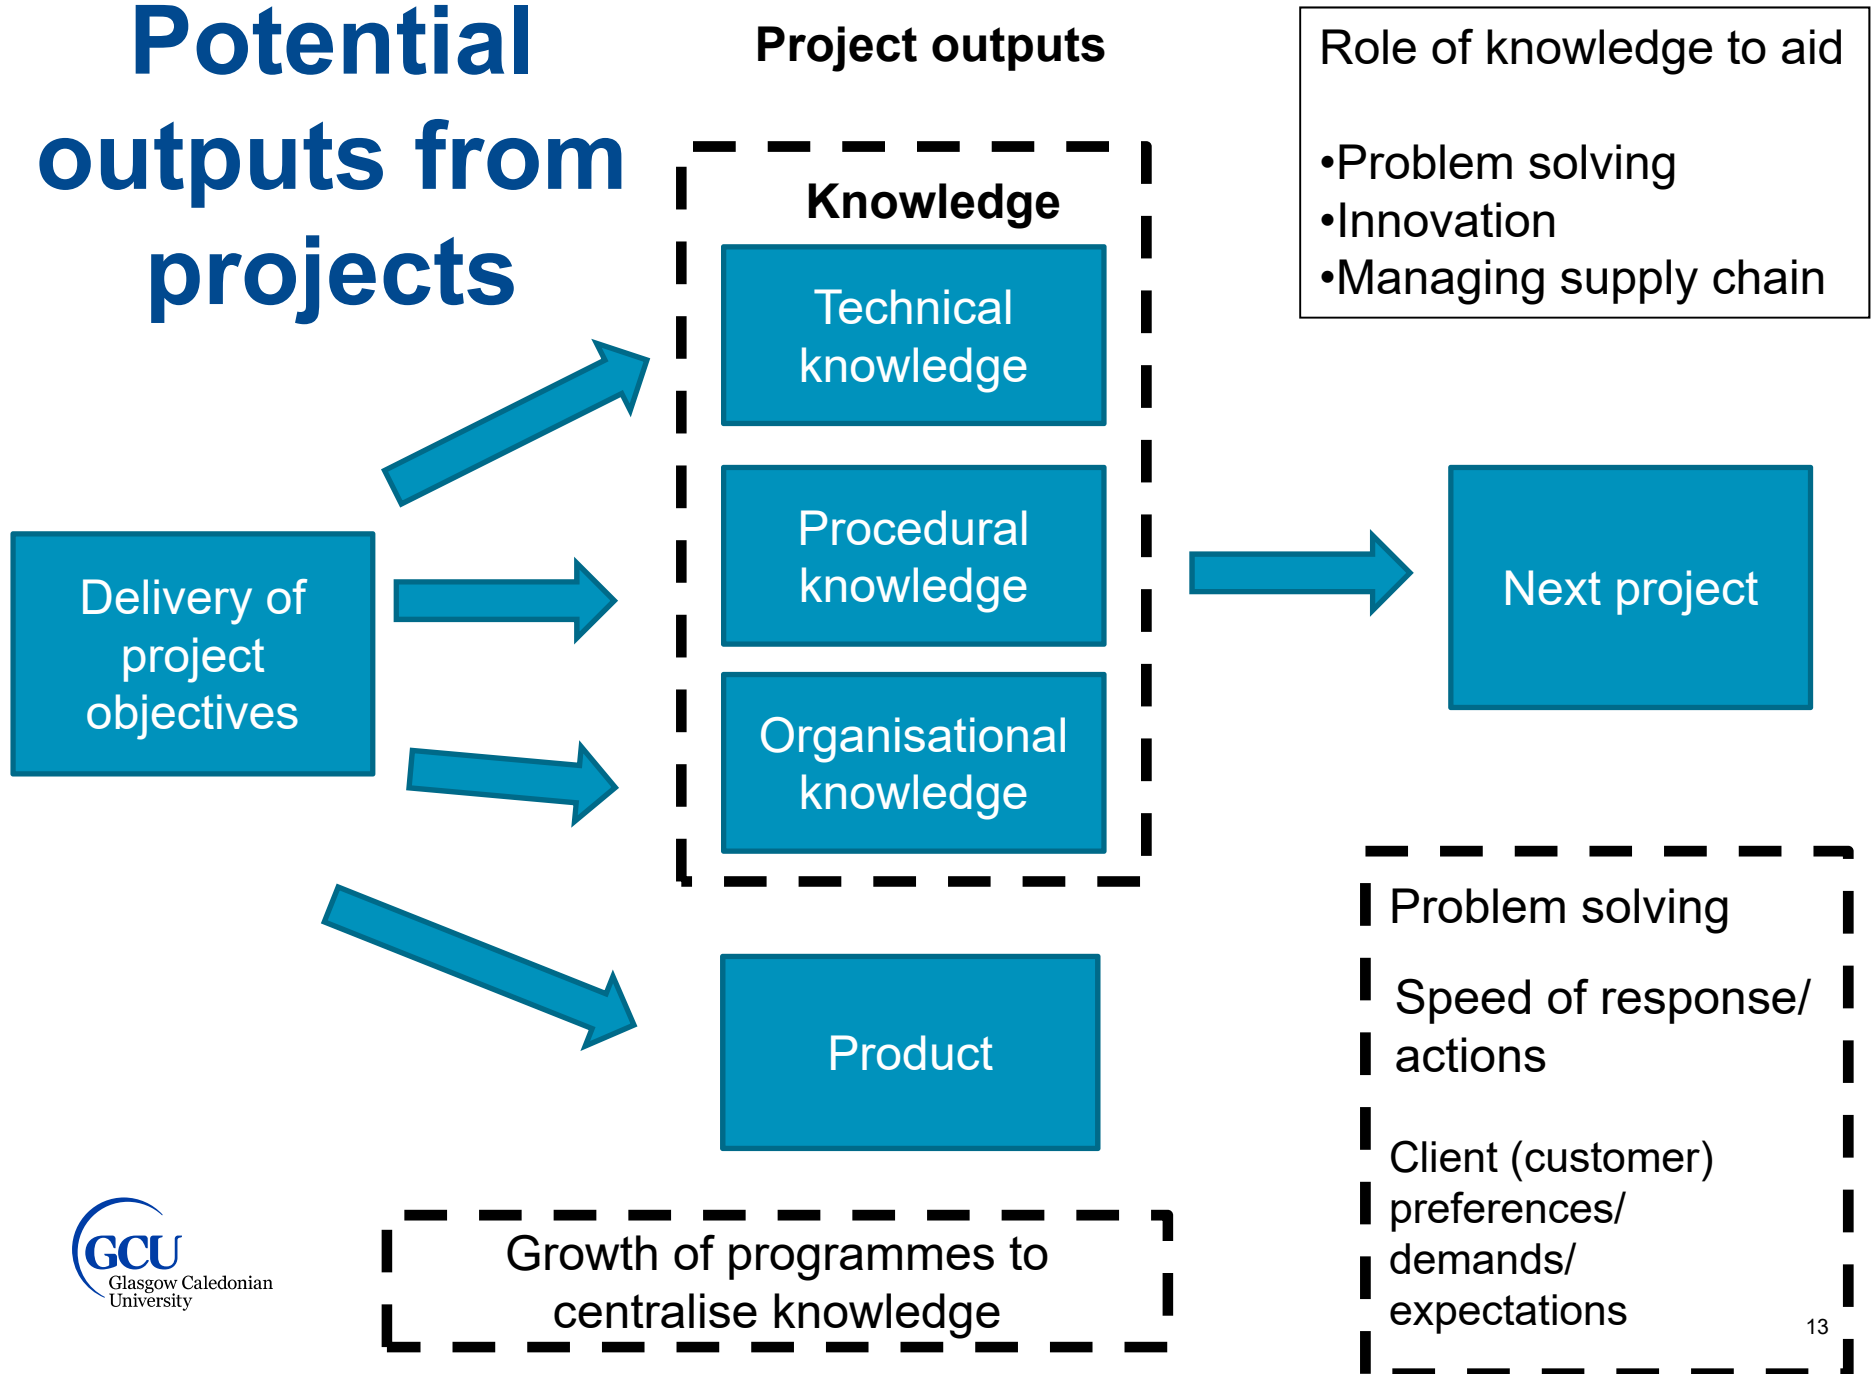 Potential
outputs from
projects
Project outputs
Role of knowledge to aid
•Problem solving
•Innovation
•Managing supply chain
Knowledge
Technical
knowledge
Procedural
knowledge
Organisational
knowledge
Delivery of
project
objectives
Next project
Product
Problem solving
Speed of response/
actions
Client (customer)
preferences/
demands/
expectations
Growth of programmes to
centralise knowledge
GCU
Glasgow Caledonian
University
13